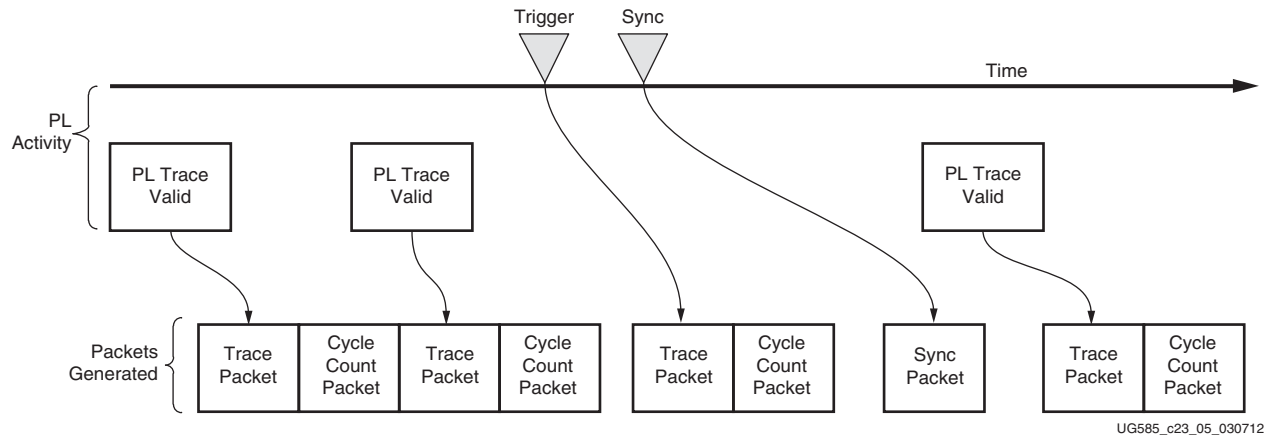 Trigger
Sync
Time
PL
Activity
PL Trace
Valid
PL Trace
Valid
PL Trace
Valid
Packets
Generated
Trace
Packet
Cycle
Count
Packet
Trace
Packet
Cycle
Count
Packet
Trace
Packet
Cycle
Count
Packet
Sync
Packet
Trace
Packet
Cycle
Count
Packet
UG585_c23_05_030712